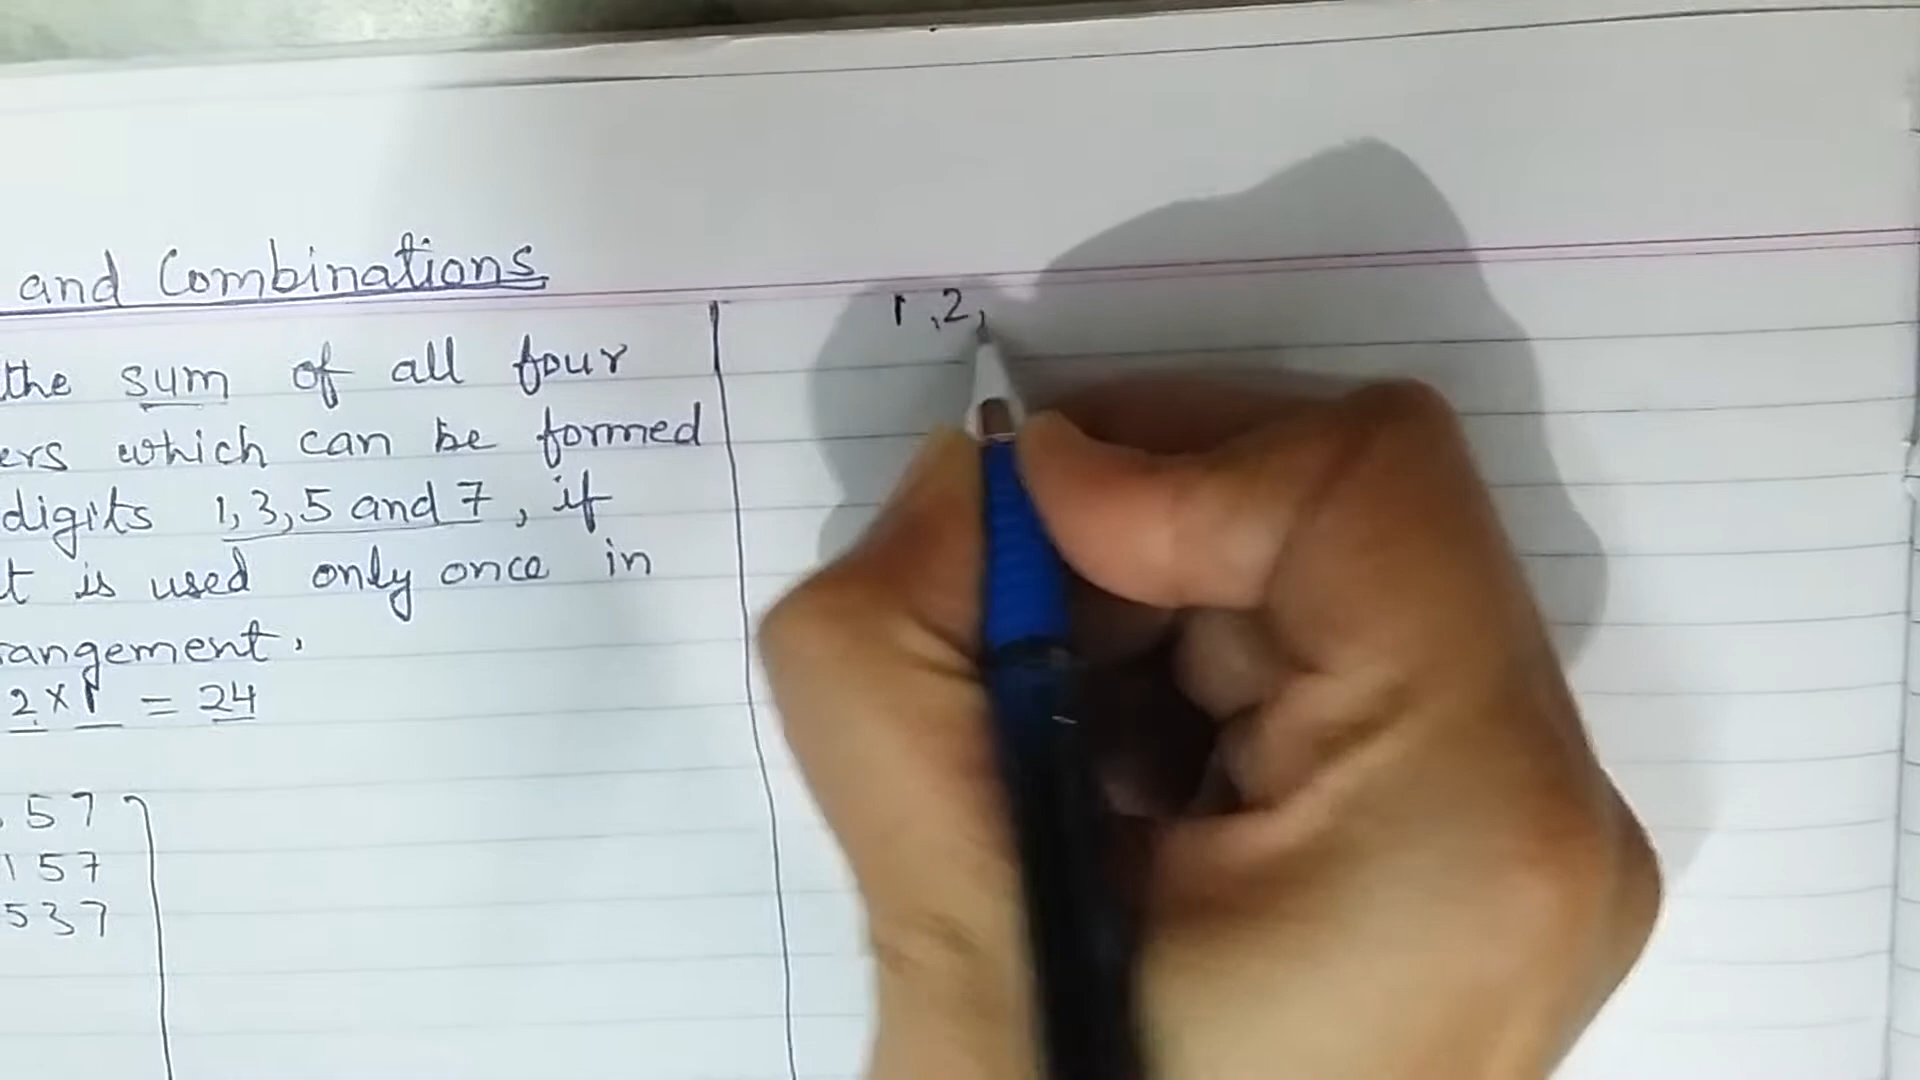 and Combinations
the sum of all four
ers which can be formed
digits 1, 3, 5 and 7, if
t is used only once in
rangement.
2 × 1 = 24
57
157
537
1, 2,